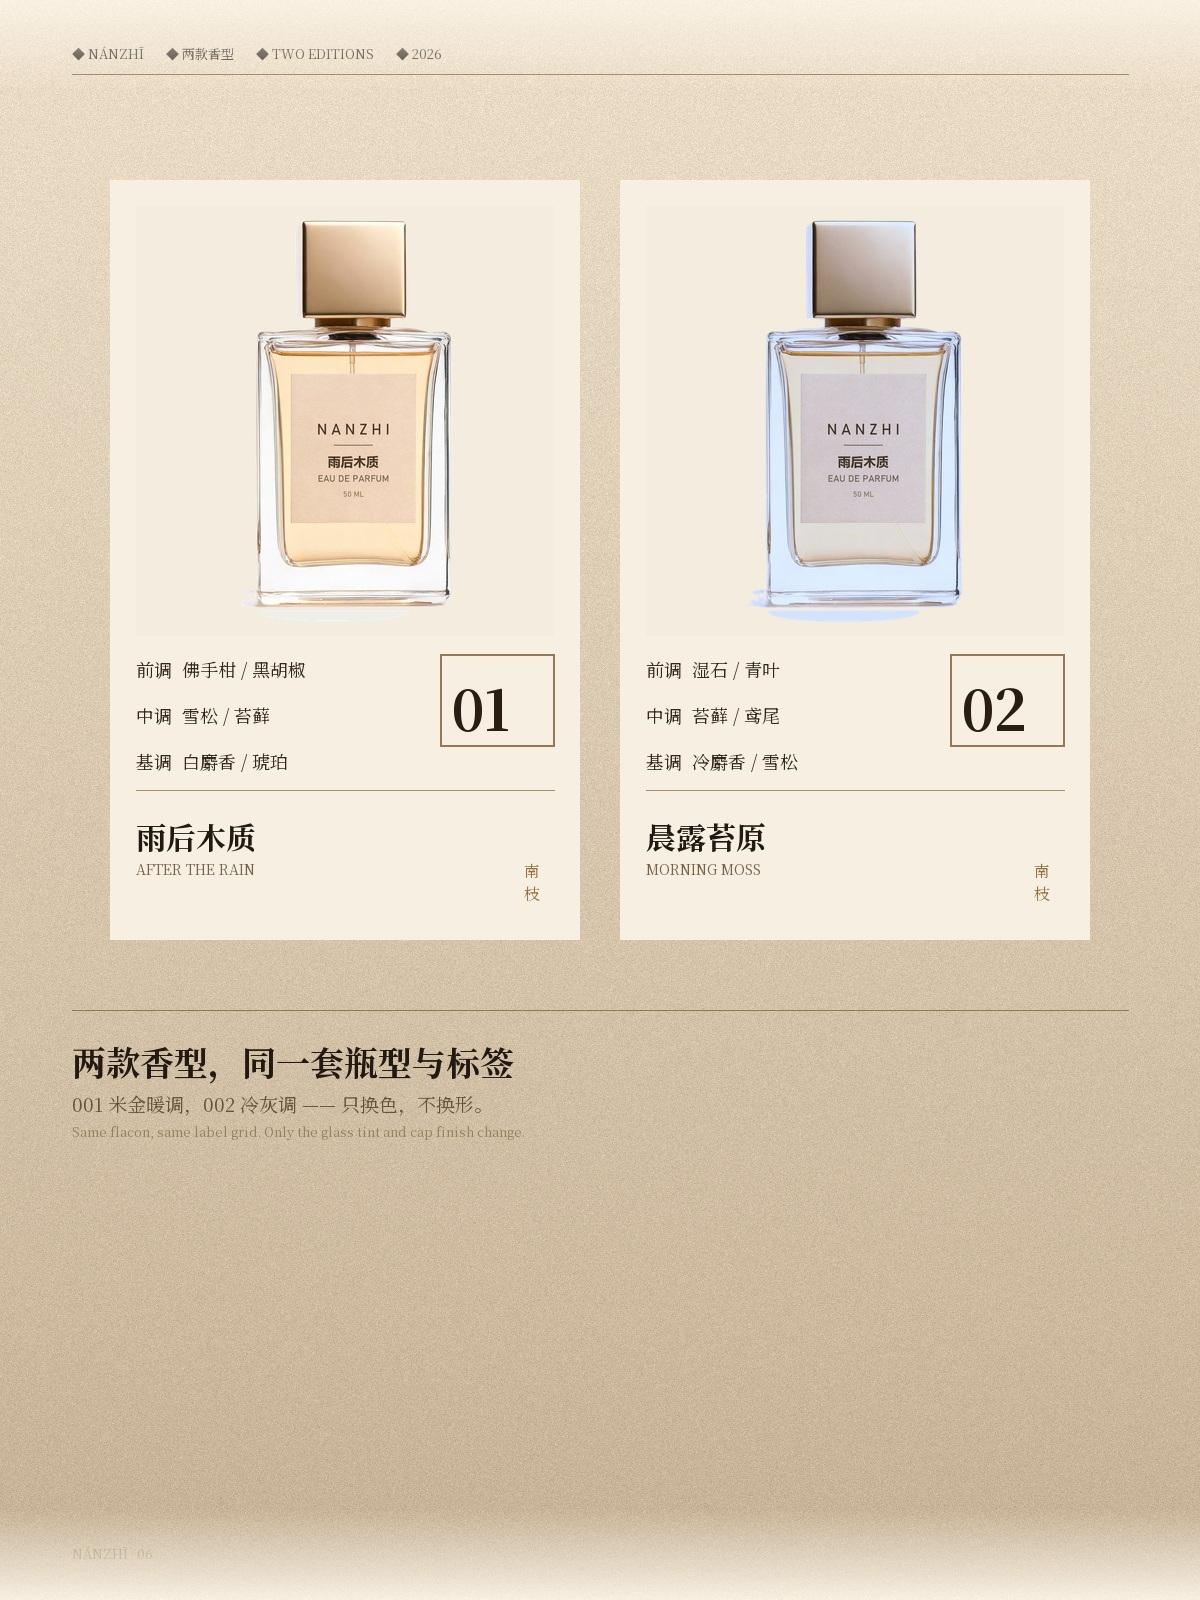 ◆ NÁNZHĪ ◆ 两款香型 ◆ TWO EDITIONS ◆ 2026
NANZHI
雨后木质
EAU DE PARFUM
50 ML
前调 佛手柑 / 黑胡椒
中调 雪松 / 苔藓
基调 白麝香 / 琥珀
01
雨后木质
AFTER THE RAIN
南
枝
NANZHI
雨后木质
EAU DE PARFUM
50 ML
前调 湿石 / 青叶
中调 苔藓 / 鸢尾
基调 冷麝香 / 雪松
02
晨露苔原
MORNING MOSS
南
枝
两款香型，同一套瓶型与标签
001 米金暖调，002 冷灰调 —— 只换色，不换形。
Same flacon, same label grid. Only the glass tint and cap finish change.
NÁNZHĪ · 06